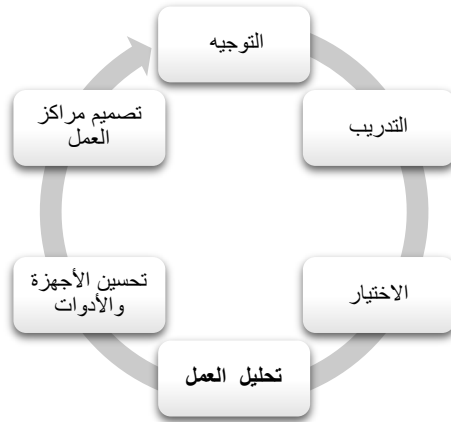 التوجيه
التدريب
الاختيار
تحليل العمل
تحسين الأجهزة
والأدوات
تصميم مراكز
العمل